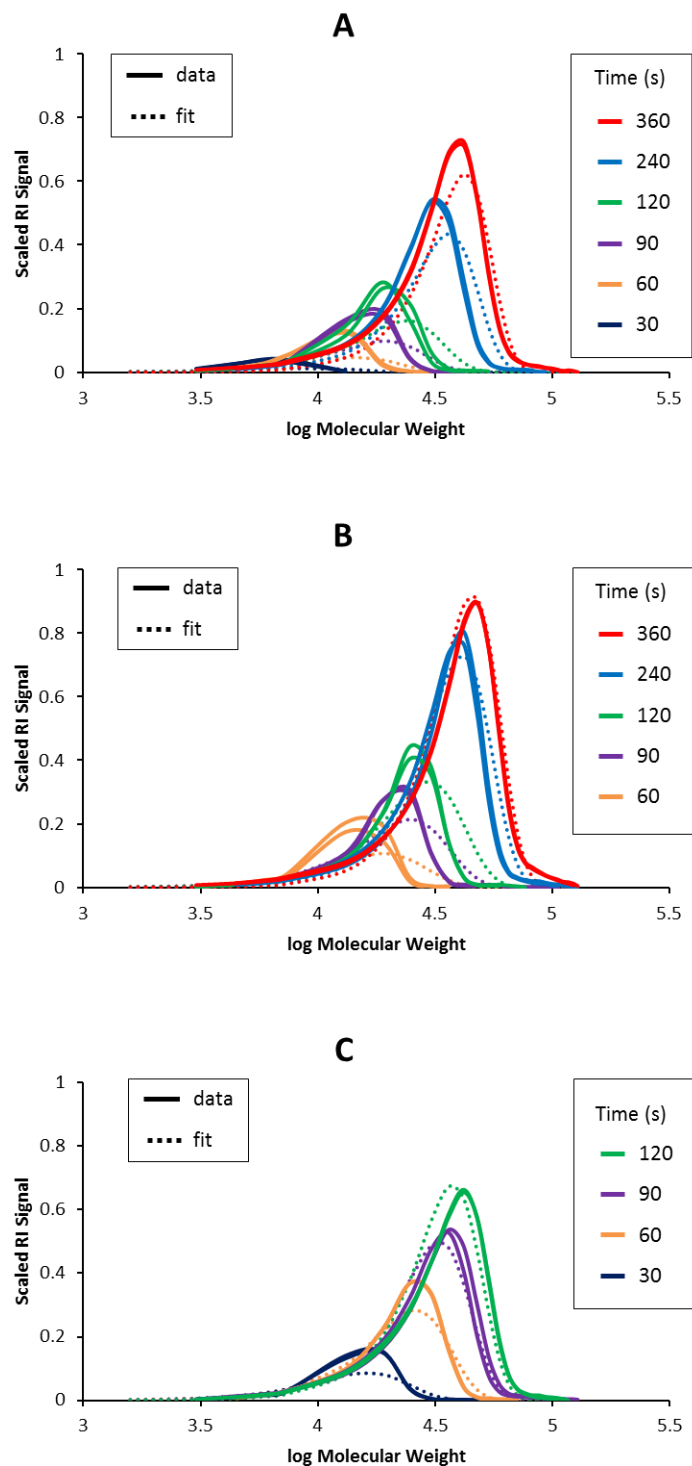 A
1
0.8
0.6
0.4
0.2
0
Scaled RI Signal
data
fit
Time (s)
360
240
120
90
60
30
3 3.5 4 4.5 5 5.5
log Molecular Weight
B
1
0.8
0.6
0.4
0.2
0
Scaled RI Signal
data
fit
Time (s)
360
240
120
90
60
3 3.5 4 4.5 5 5.5
log Molecular Weight
C
1
0.8
0.6
0.4
0.2
0
Scaled RI Signal
data
fit
Time (s)
120
90
60
30
3 3.5 4 4.5 5 5.5
log Molecular Weight